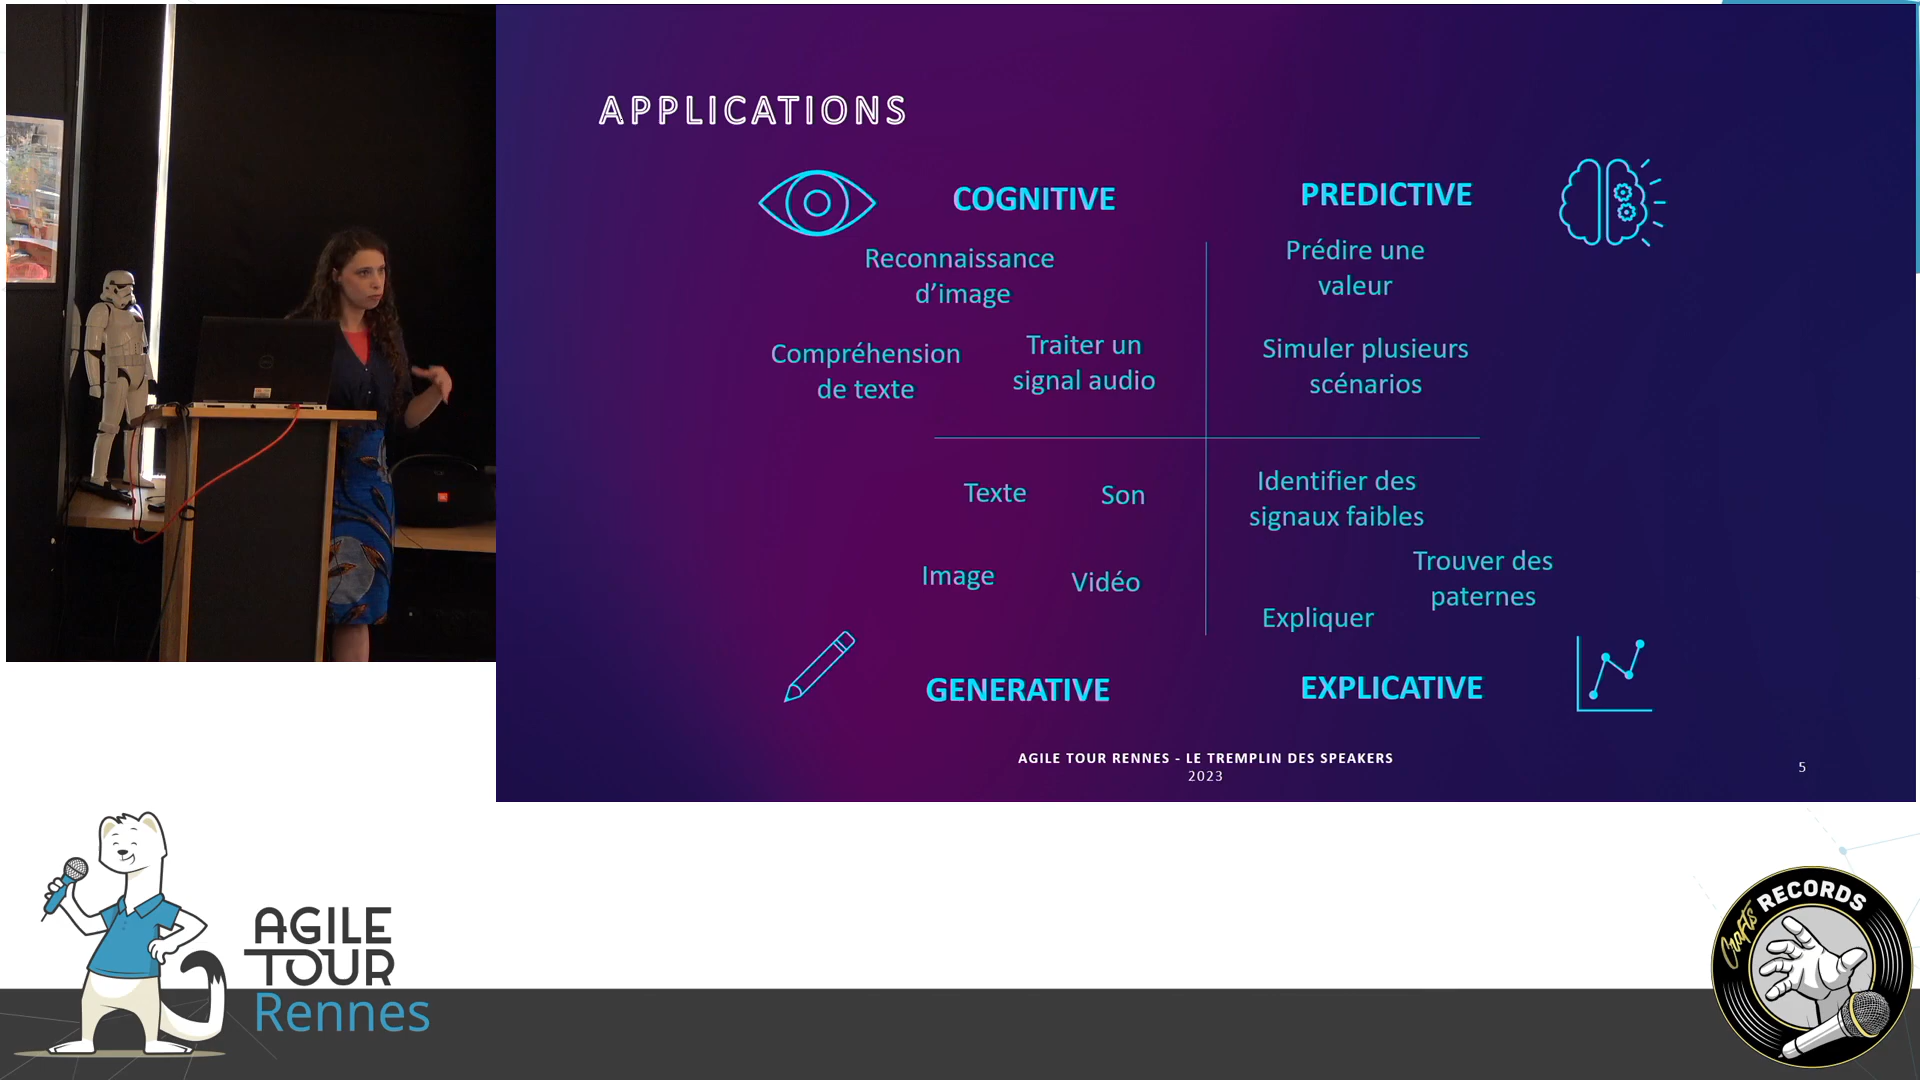 APPLICATIONS
COGNITIVE
PREDICTIVE
Reconnaissance
d’image
Prédire une
valeur
Compréhension
de texte
Traiter un
signal audio
Simuler plusieurs
scénarios
Texte
Son
Identifier des
signaux faibles
Image
Vidéo
Trouver des
paternes
Expliquer
GENERATIVE
EXPLICATIVE
AGILE TOUR RENNES - LE TREMPLIN DES SPEAKERS
2023
5
AGILE
TOUR
Rennes
Crafts RECORDS